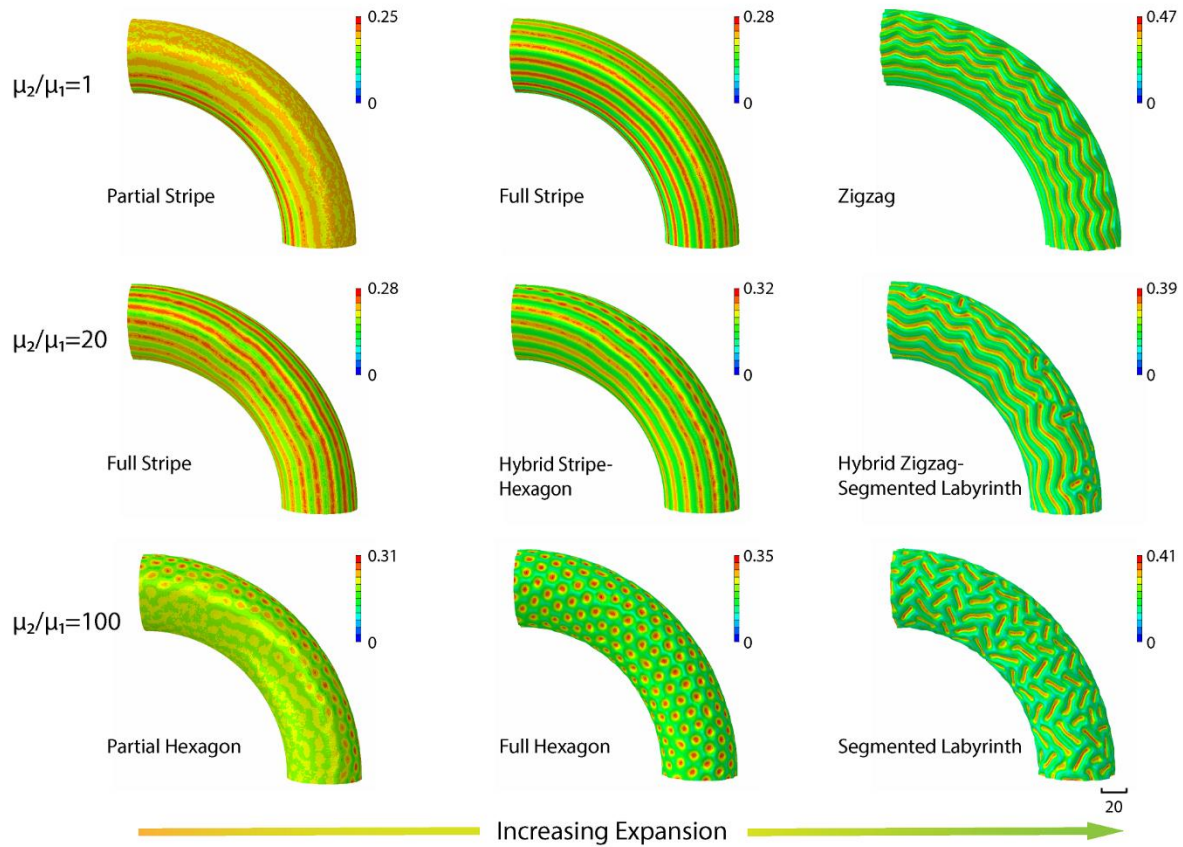 0.25
0
0.28
0
0.47
0
μ₂/μ₁=1
Partial Stripe
Full Stripe
Zigzag
0.28
0
0.32
0
0.39
0
μ₂/μ₁=20
Full Stripe
Hybrid Stripe-
Hexagon
Hybrid Zigzag-
Segmented Labyrinth
0.31
0
0.35
0
0.41
0
μ₂/μ₁=100
Partial Hexagon
Full Hexagon
Segmented Labyrinth
20
Increasing Expansion